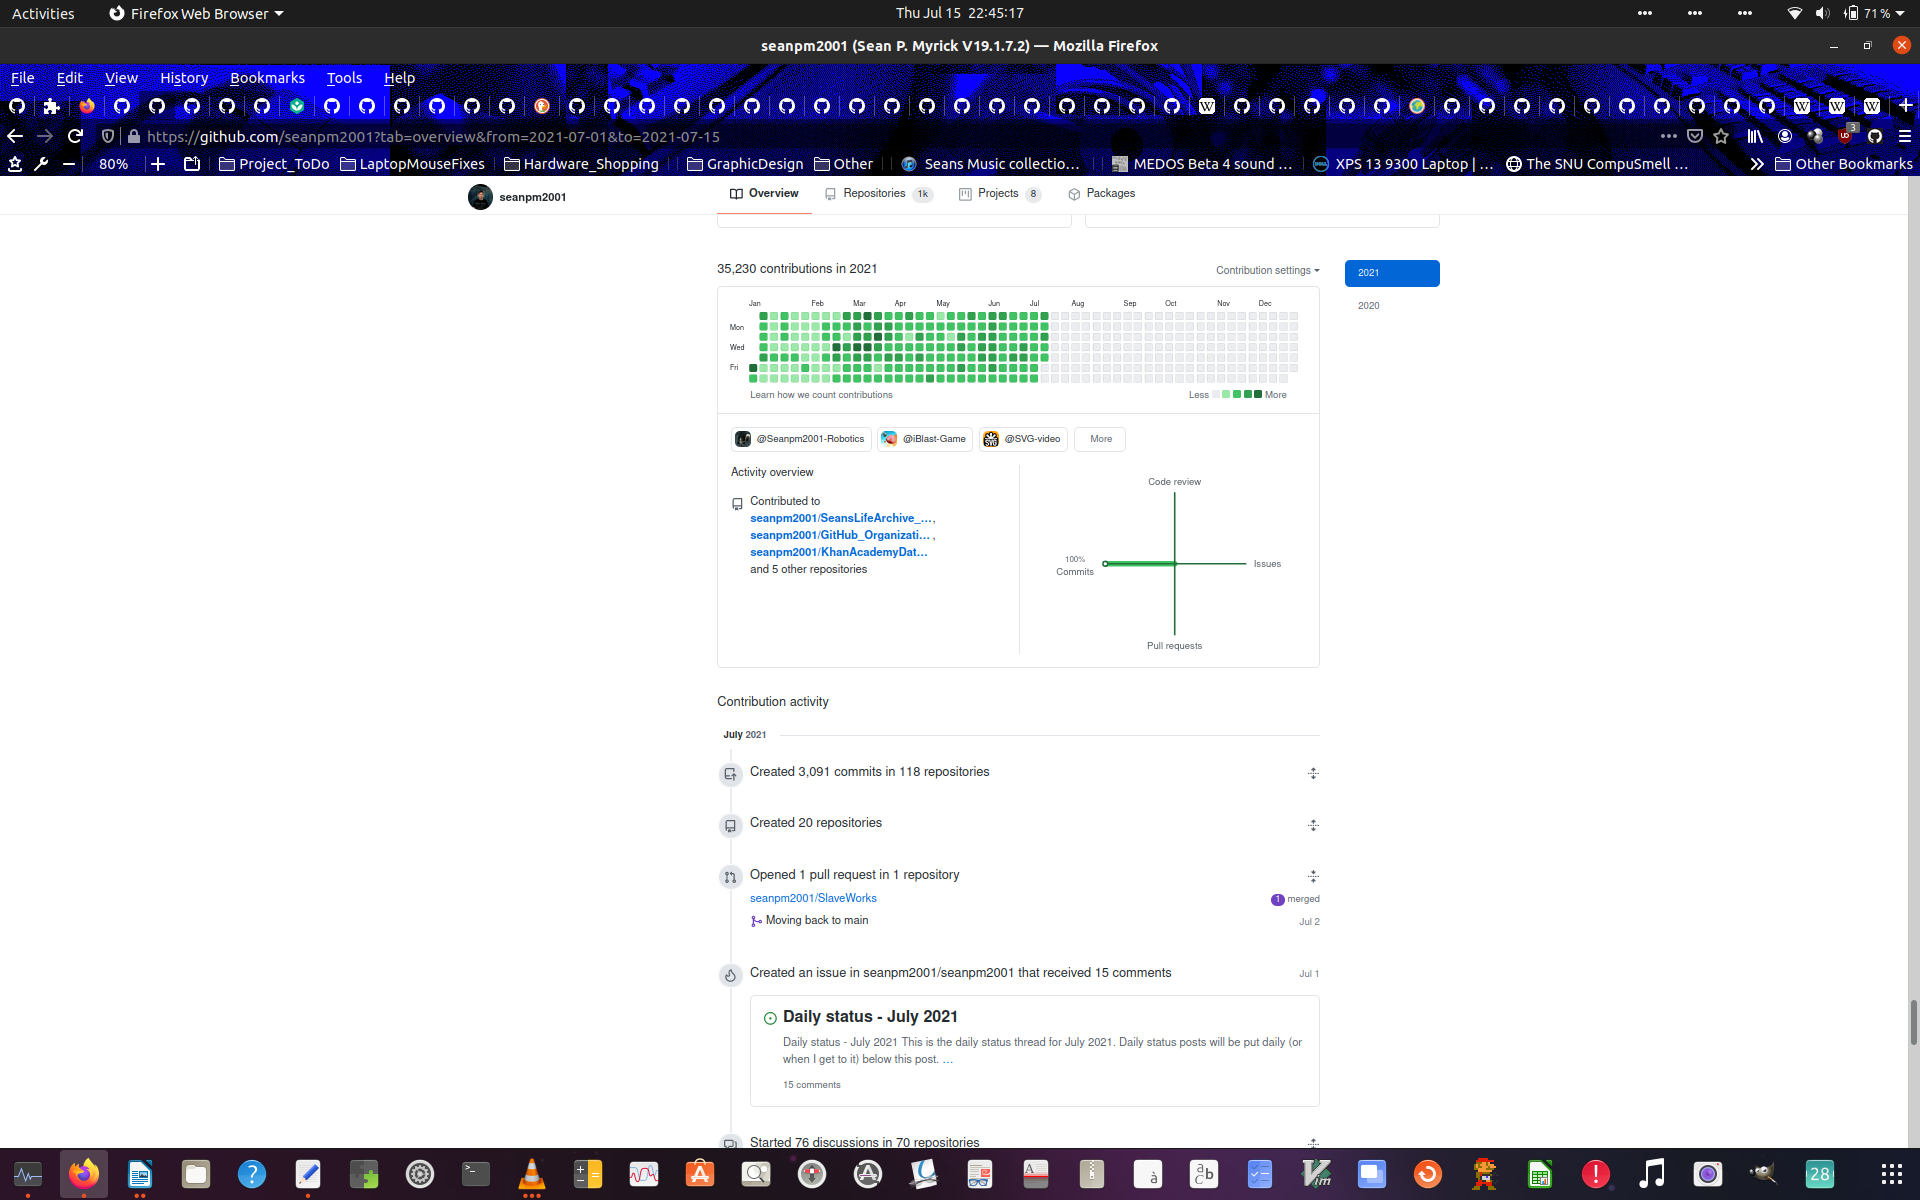 Activities
Firefox Web Browser
Thu Jul 15 22:45:17
71 %
seanpm2001 (Sean P. Myrick V19.1.7.2) — Mozilla Firefox
File Edit View History Bookmarks Tools Help
https://github.com/seanpm2001?tab=overview&from=2021-07-01&to=2021-07-15
3
80%
Project_ToDo
LaptopMouseFixes
Hardware_Shopping
GraphicDesign
Other
Seans Music collectio…
MEDOS Beta 4 sound …
XPS 13 9300 Laptop | …
The SNU CompuSmell …
Other Bookmarks
seanpm2001
Overview
Repositories 1k
Projects 8
Packages
35,230 contributions in 2021
Contribution settings
2021
2020
Jan Feb Mar Apr May Jun Jul Aug Sep Oct Nov Dec
Mon
Wed
Fri
Learn how we count contributions
Less More
@Seanpm2001-Robotics
@iBlast-Game
@SVG-video
More
Activity overview
Contributed to
seanpm2001/SeansLifeArchive_…,
seanpm2001/GitHub_Organizati… ,
seanpm2001/KhanAcademyDat…
and 5 other repositories
Code review
100%
Commits
Issues
Pull requests
Contribution activity
July 2021
Created 3,091 commits in 118 repositories
Created 20 repositories
Opened 1 pull request in 1 repository
seanpm2001/SlaveWorks
1 merged
Moving back to main
Jul 2
Created an issue in seanpm2001/seanpm2001 that received 15 comments
Jul 1
Daily status - July 2021
Daily status - July 2021 This is the daily status thread for July 2021. Daily status posts will be put daily (or
when I get to it) below this post. …
15 comments
Started 76 discussions in 70 repositories
28